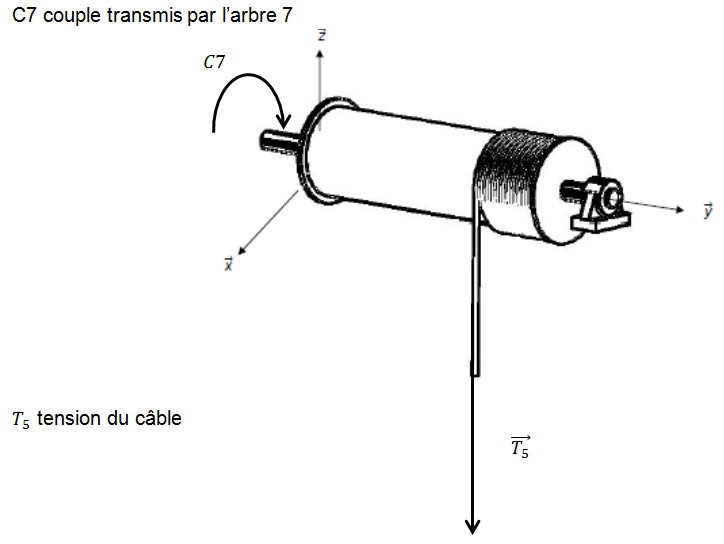 C7 couple transmis par l’arbre 7
z⃗
C7
y⃗
x⃗
T₅ tension du câble
T₅⃗